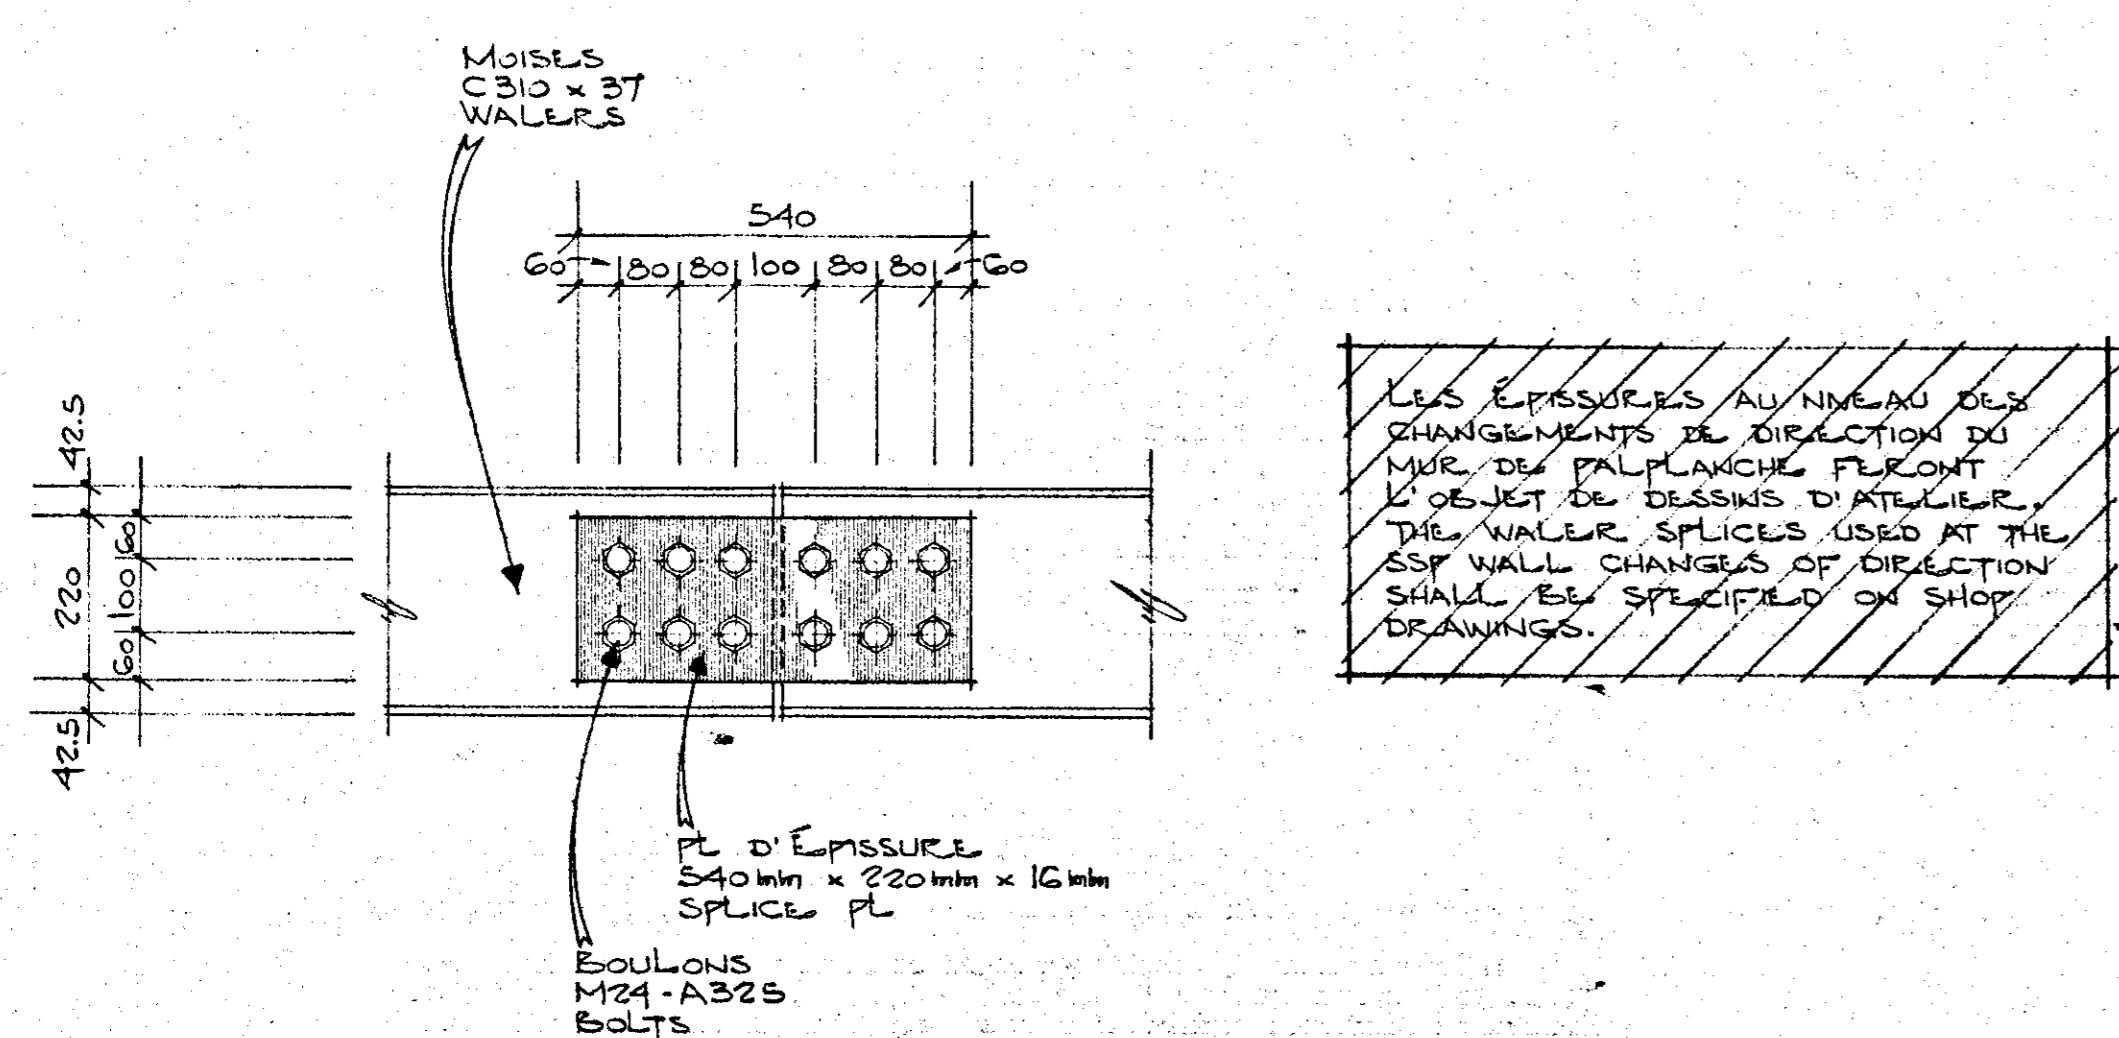 MOISES
C310 x 37
WALERS
540
60 80 80 100 80 80 60
42.5
220
42.5
60 100 60
LES ÉPISSURES AU NIVEAU DES
CHANGEMENTS DE DIRECTION DU
MUR DE PALPLANCHE FERONT
L'OBJET DE DESSINS D'ATELIER.
THE WALER SPLICES USED AT THE
SSP WALL CHANGES OF DIRECTION
SHALL BE SPECIFIED ON SHOP
DRAWINGS.
PL D'ÉPISSURE
540mm x 220mm x 16mm
SPLICE PL
BOULONS
M24-A325
BOLTS